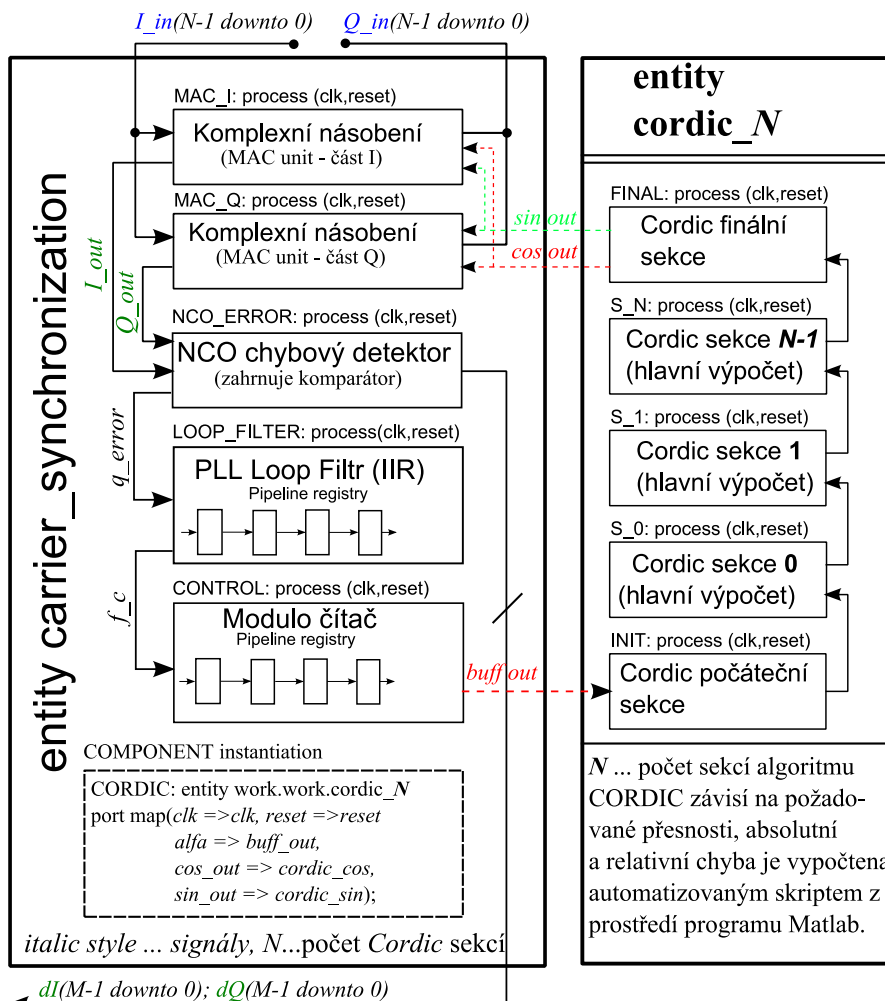 I_in(N-1 downto 0)
Q_in(N-1 downto 0)
entity carrier_synchronization
MAC_I: process (clk,reset)
Komplexní násobení
(MAC unit - část I)
MAC_Q: process (clk,reset)
Komplexní násobení
(MAC unit - část Q)
I_out
Q_out
NCO_ERROR: process (clk,reset)
NCO chybový detektor
(zahrnuje komparátor)
q_error
LOOP_FILTER: process(clk,reset)
PLL Loop Filtr (IIR)
Pipeline registry
f_c
CONTROL: process (clk,reset)
Modulo čítač
Pipeline registry
sin out
cos out
buff out
COMPONENT instantiation
CORDIC: entity work.work.cordic_N
port map(clk =>clk, reset =>reset
alfa => buff_out,
cos_out => cordic_cos,
sin_out => cordic_sin);
italic style ... signály, N...počet Cordic sekcí
dI(M-1 downto 0); dQ(M-1 downto 0)
entity
cordic_N
FINAL: process (clk,reset)
Cordic finální
sekce
S_N: process (clk,reset)
Cordic sekce N-1
(hlavní výpočet)
S_1: process (clk,reset)
Cordic sekce 1
(hlavní výpočet)
S_0: process (clk,reset)
Cordic sekce 0
(hlavní výpočet)
INIT: process (clk,reset)
Cordic počáteční
sekce
N ... počet sekcí algoritmu
CORDIC závisí na požado-
vané přesnosti, absolutní
a relativní chyba je vypočtena
automatizovaným skriptem z
prostředí programu Matlab.